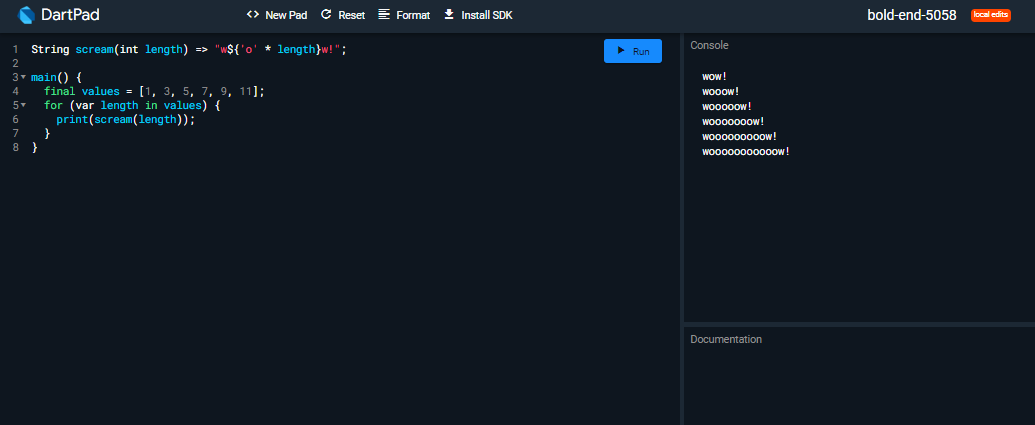 DartPad
New Pad
Reset
Format
Install SDK
bold-end-5058
local edits
1 String scream(int length) => "w${'o' * length}w!";
2
3 main() {
4   final values = [1, 3, 5, 7, 9, 11];
5   for (var length in values) {
6     print(scream(length));
7   }
8 }
Run
Console
wow!
wooow!
wooooow!
wooooooow!
wooooooooow!
wooooooooooow!
Documentation